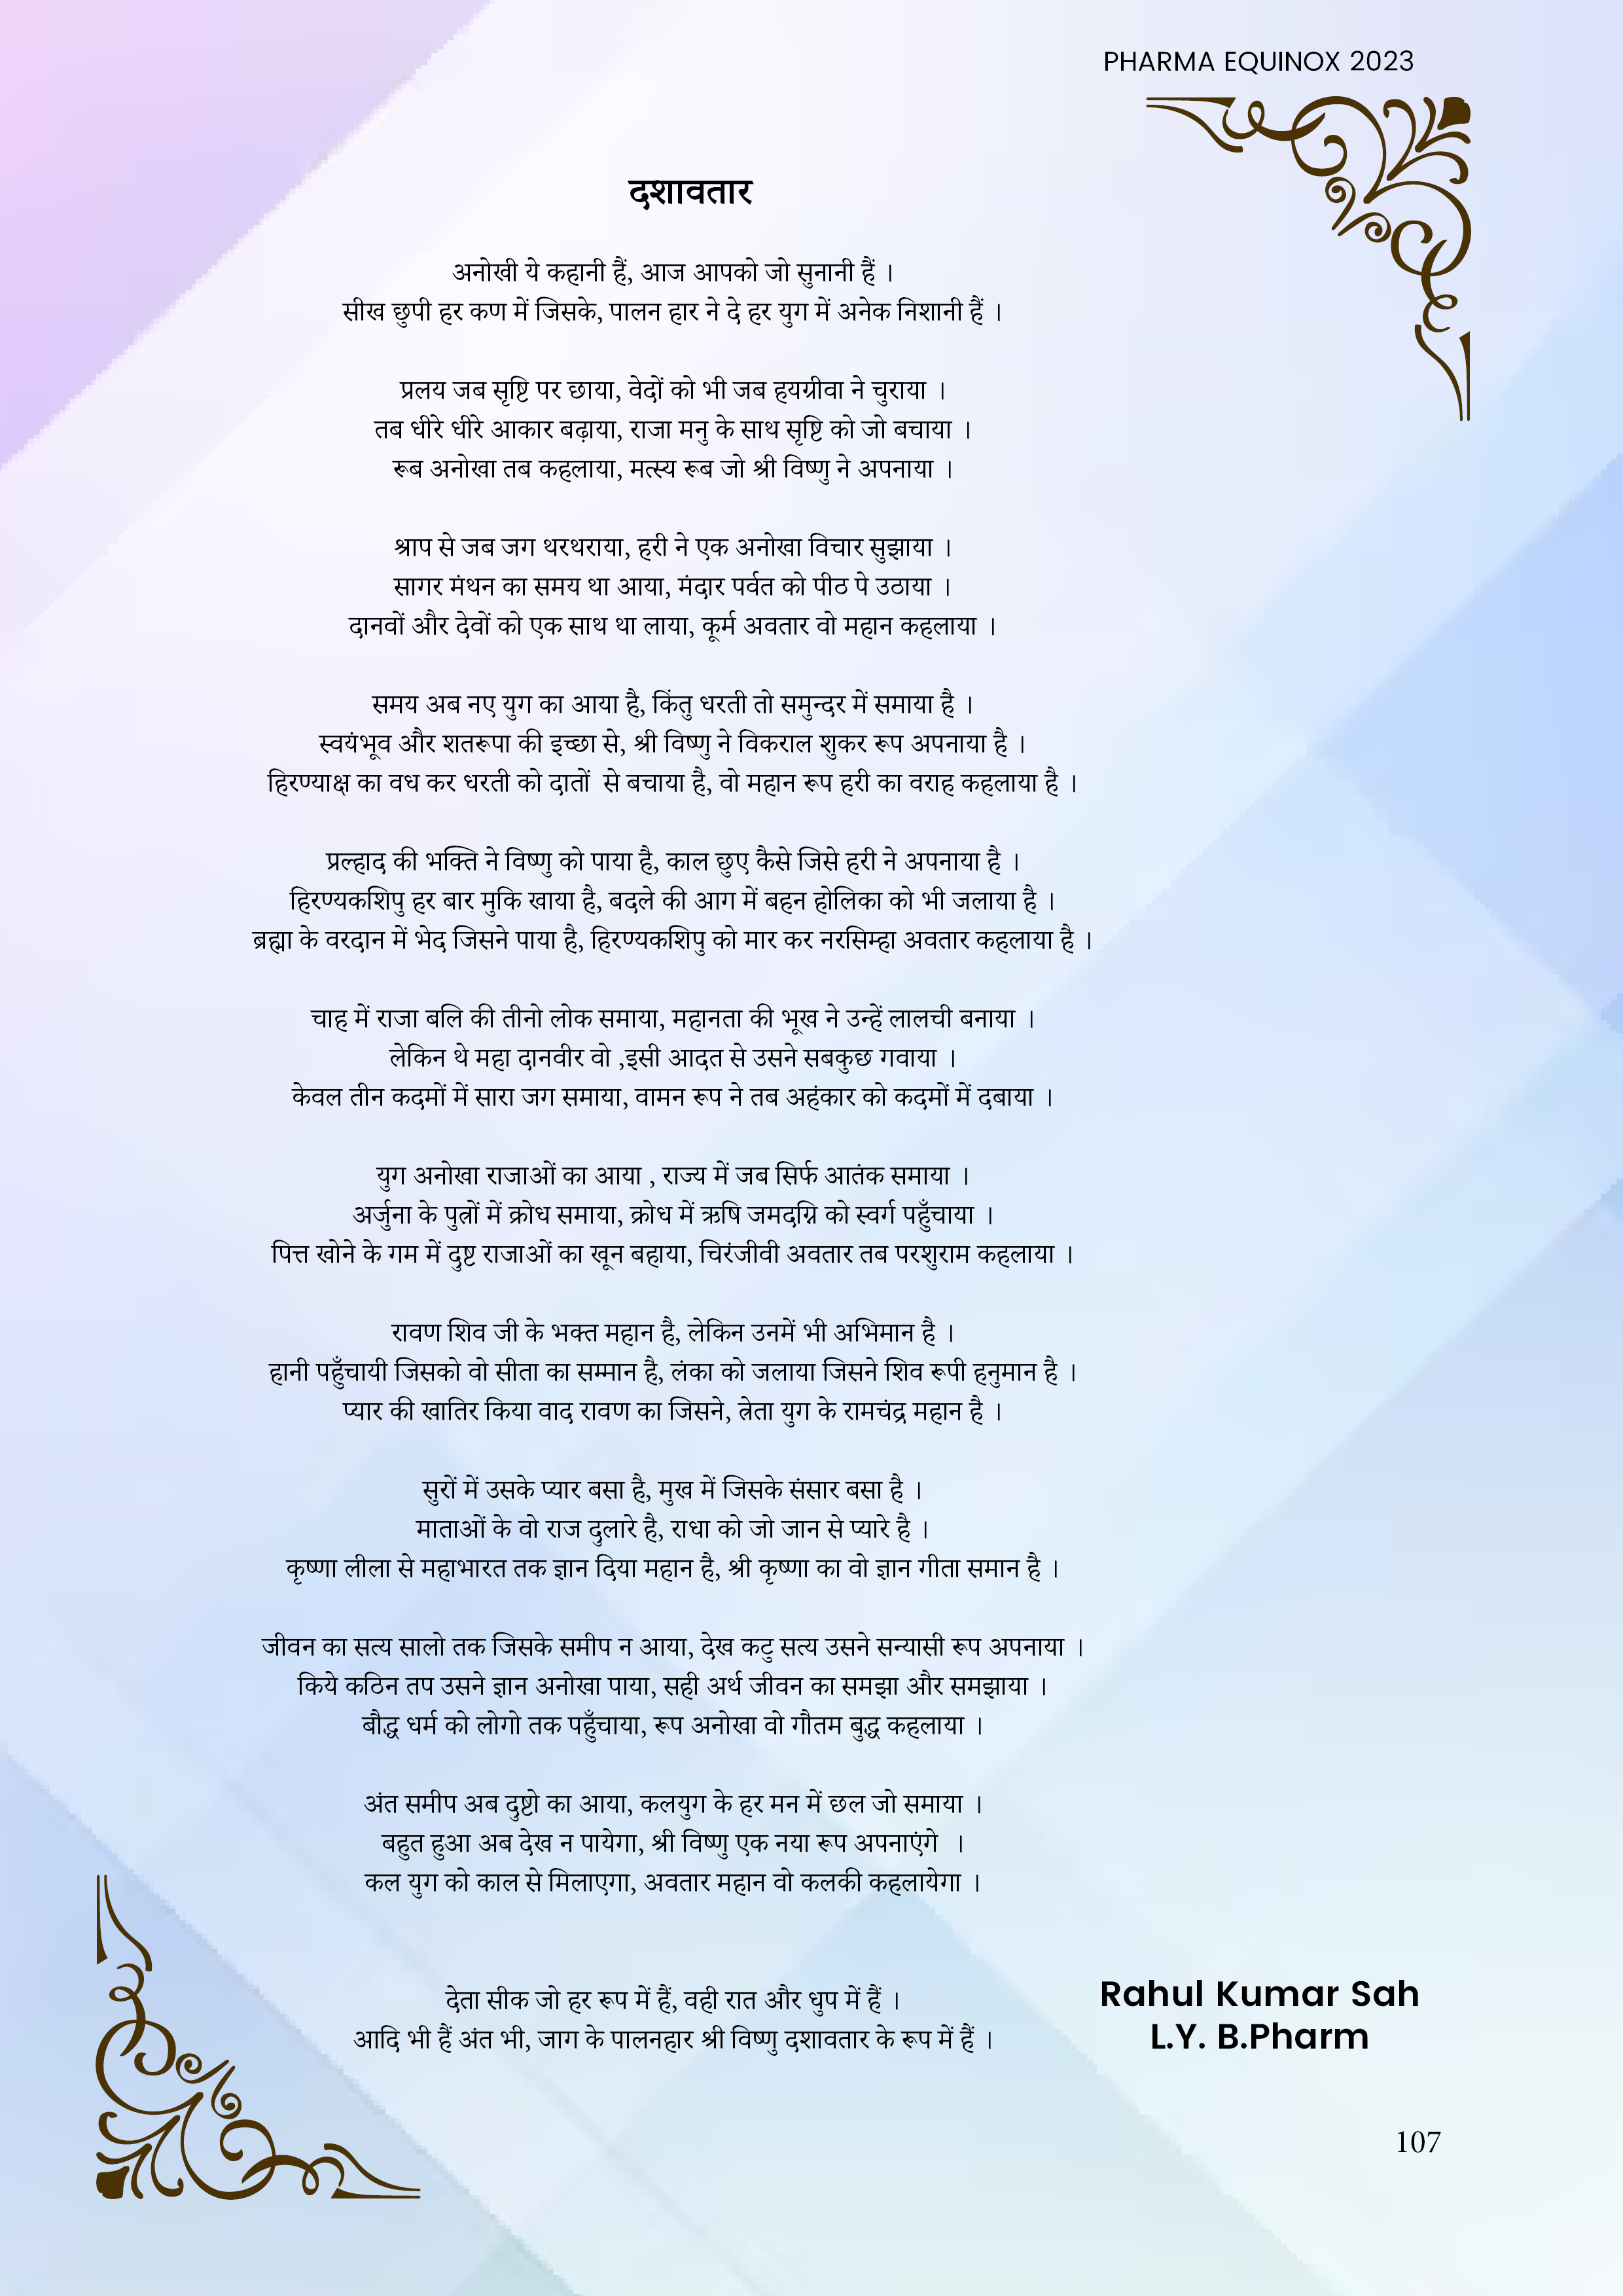 PHARMA EQUINOX 2023
दशावतार
अनोखी ये कहानी हैं, आज आपको जो सुनानी हैं ।
सीख छुपी हर कण में जिसके, पालन हार ने दे हर युग में अनेक निशानी हैं ।
प्रलय जब सृष्टि पर छाया, वेदों को भी जब हयग्रीवा ने चुराया ।
तब धीरे धीरे आकार बढ़ाया, राजा मनु के साथ सृष्टि को जो बचाया ।
रूब अनोखा तब कहलाया, मत्स्य रूब जो श्री विष्णु ने अपनाया ।
श्राप से जब जग थरथराया, हरी ने एक अनोखा विचार सुझाया ।
सागर मंथन का समय था आया, मंदार पर्वत को पीठ पे उठाया ।
दानवों और देवों को एक साथ था लाया, कूर्म अवतार वो महान कहलाया ।
समय अब नए युग का आया है, किंतु धरती तो समुन्दर में समाया है ।
स्वयंभूव और शतरूपा की इच्छा से, श्री विष्णु ने विकराल शुकर रूप अपनाया है ।
हिरण्याक्ष का वध कर धरती को दातों से बचाया है, वो महान रूप हरी का वराह कहलाया है ।
प्रल्हाद की भक्ति ने विष्णु को पाया है, काल छुए कैसे जिसे हरी ने अपनाया है ।
हिरण्यकशिपु हर बार मुकि खाया है, बदले की आग में बहन होलिका को भी जलाया है ।
ब्रह्मा के वरदान में भेद जिसने पाया है, हिरण्यकशिपु को मार कर नरसिम्हा अवतार कहलाया है ।
चाह में राजा बलि की तीनो लोक समाया, महानता की भूख ने उन्हें लालची बनाया ।
लेकिन थे महा दानवीर वो ,इसी आदत से उसने सबकुछ गवाया ।
केवल तीन कदमों में सारा जग समाया, वामन रूप ने तब अहंकार को कदमों में दबाया ।
युग अनोखा राजाओं का आया , राज्य में जब सिर्फ आतंक समाया ।
अर्जुना के पुत्रों में क्रोध समाया, क्रोध में ऋषि जमदग्नि को स्वर्ग पहुँचाया ।
पित्त खोने के गम में दुष्ट राजाओं का खून बहाया, चिरंजीवी अवतार तब परशुराम कहलाया ।
रावण शिव जी के भक्त महान है, लेकिन उनमें भी अभिमान है ।
हानी पहुँचायी जिसको वो सीता का सम्मान है, लंका को जलाया जिसने शिव रूपी हनुमान है ।
प्यार की खातिर किया वाद रावण का जिसने, त्रेता युग के रामचंद्र महान है ।
सुरों में उसके प्यार बसा है, मुख में जिसके संसार बसा है ।
माताओं के वो राज दुलारे है, राधा को जो जान से प्यारे है ।
कृष्णा लीला से महाभारत तक ज्ञान दिया महान है, श्री कृष्णा का वो ज्ञान गीता समान है ।
जीवन का सत्य सालो तक जिसके समीप न आया, देख कटु सत्य उसने सन्यासी रूप अपनाया ।
किये कठिन तप उसने ज्ञान अनोखा पाया, सही अर्थ जीवन का समझा और समझाया ।
बौद्ध धर्म को लोगो तक पहुँचाया, रूप अनोखा वो गौतम बुद्ध कहलाया ।
अंत समीप अब दुष्टो का आया, कलयुग के हर मन में छल जो समाया ।
बहुत हुआ अब देख न पायेगा, श्री विष्णु एक नया रूप अपनाएंगे ।
कल युग को काल से मिलाएगा, अवतार महान वो कलकी कहलायेगा ।
देता सीक जो हर रूप में हैं, वही रात और धुप में हैं ।
आदि भी हैं अंत भी, जाग के पालनहार श्री विष्णु दशावतार के रूप में हैं ।
Rahul Kumar Sah
L.Y. B.Pharm
107